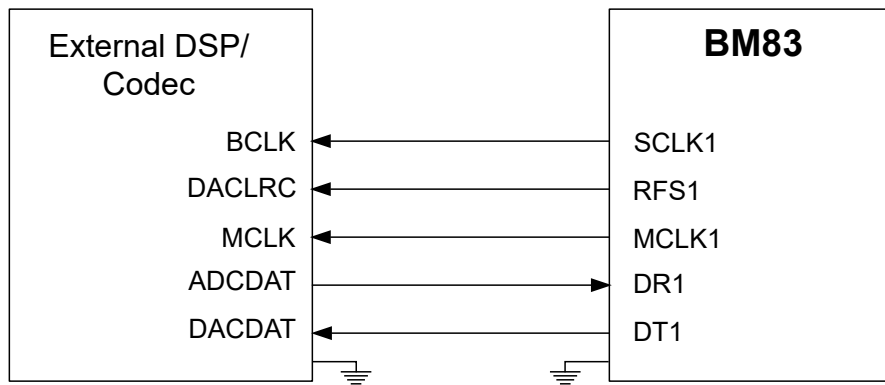 External DSP/
Codec
BM83
BCLK
SCLK1
DACLRC
RFS1
MCLK
MCLK1
ADCDAT
DR1
DACDAT
DT1